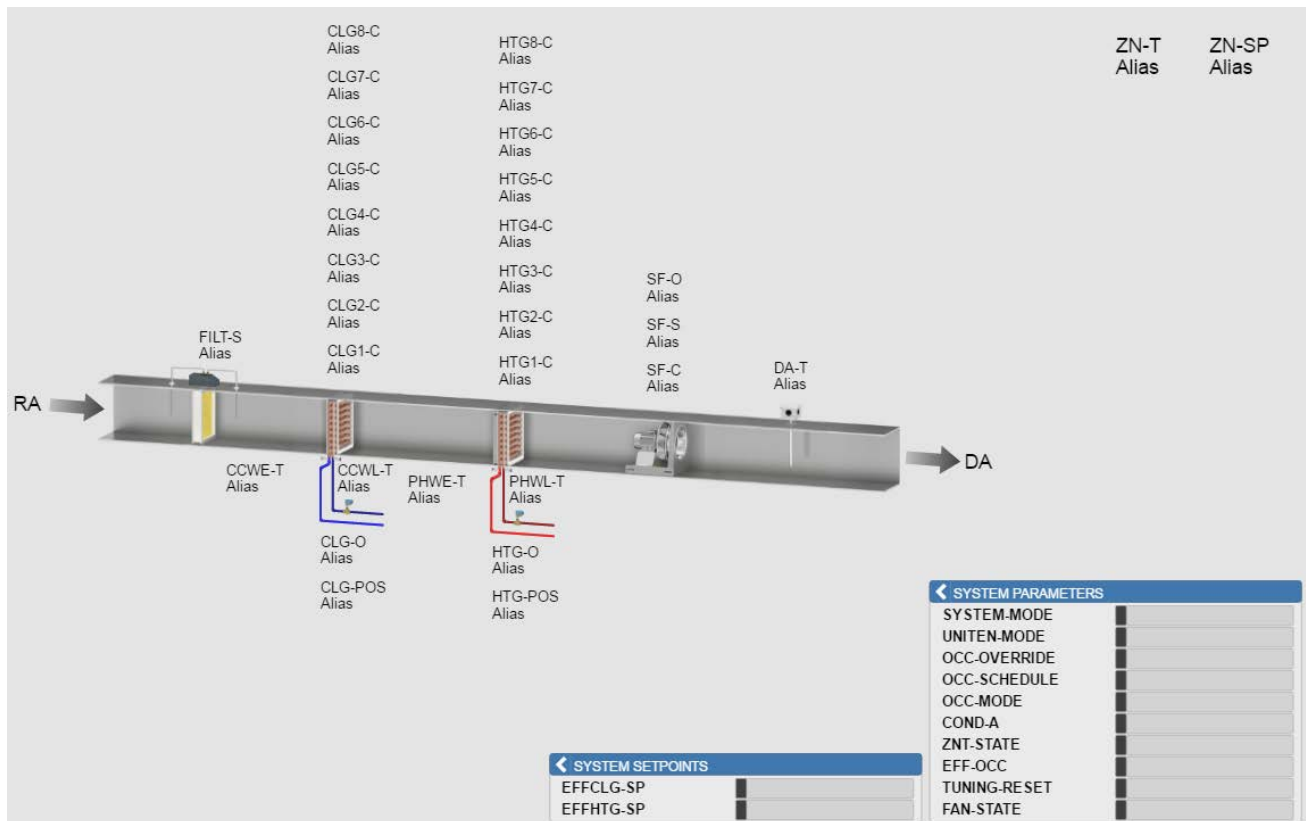 CLG8-C
Alias
CLG7-C
Alias
CLG6-C
Alias
CLG5-C
Alias
CLG4-C
Alias
CLG3-C
Alias
CLG2-C
Alias
CLG1-C
Alias
HTG8-C
Alias
HTG7-C
Alias
HTG6-C
Alias
HTG5-C
Alias
HTG4-C
Alias
HTG3-C
Alias
HTG2-C
Alias
HTG1-C
Alias
ZN-T
Alias
ZN-SP
Alias
SF-O
Alias
SF-S
Alias
SF-C
Alias
FILT-S
Alias
DA-T
Alias
RA
DA
CCWE-T
Alias
CCWL-T
Alias
PHWE-T
Alias
PHWL-T
Alias
CLG-O
Alias
CLG-POS
Alias
HTG-O
Alias
HTG-POS
Alias
SYSTEM PARAMETERS
SYSTEM-MODE
UNITEN-MODE
OCC-OVERRIDE
OCC-SCHEDULE
OCC-MODE
COND-A
ZNT-STATE
EFF-OCC
TUNING-RESET
FAN-STATE
SYSTEM SETPOINTS
EFFCLG-SP
EFFHTG-SP